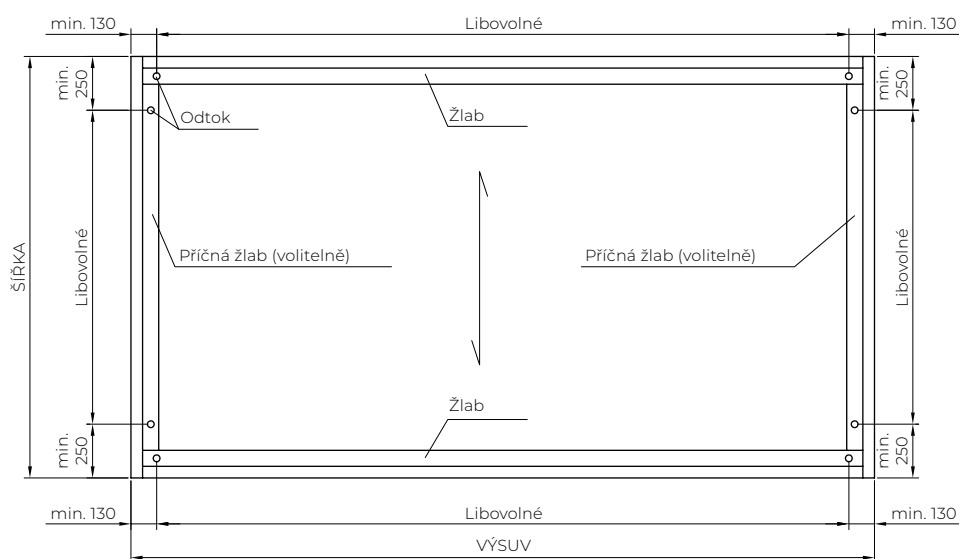 min. 130
Libovolné
min. 130
min.
250
min.
250
Odtok
Žlab
ŠÍŘKA
Libovolné
Příčná žlab (volitelně)
Příčná žlab (volitelně)
Libovolné
Žlab
min.
250
min.
250
min. 130
Libovolné
min. 130
VÝSUV